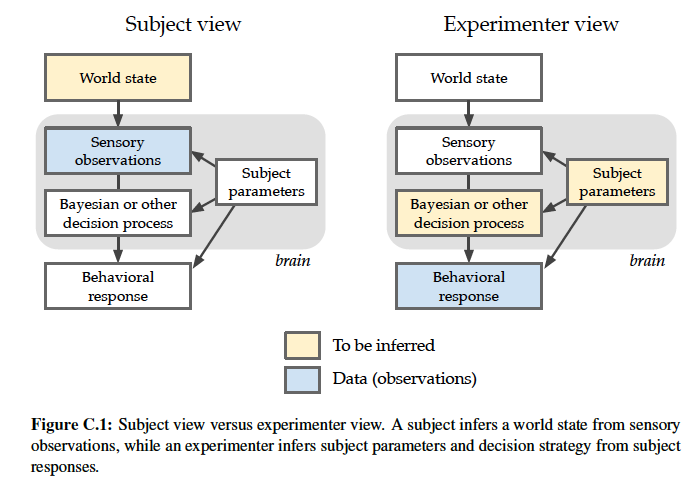 Subject view
World state
Sensory
observations
Subject
parameters
Bayesian or other
decision process
brain
Behavioral
response
Experimenter view
World state
Sensory
observations
Subject
parameters
Bayesian or other
decision process
brain
Behavioral
response
To be inferred
Data (observations)
Figure C.1: Subject view versus experimenter view. A subject infers a world state from sensory
observations, while an experimenter infers subject parameters and decision strategy from subject
responses.